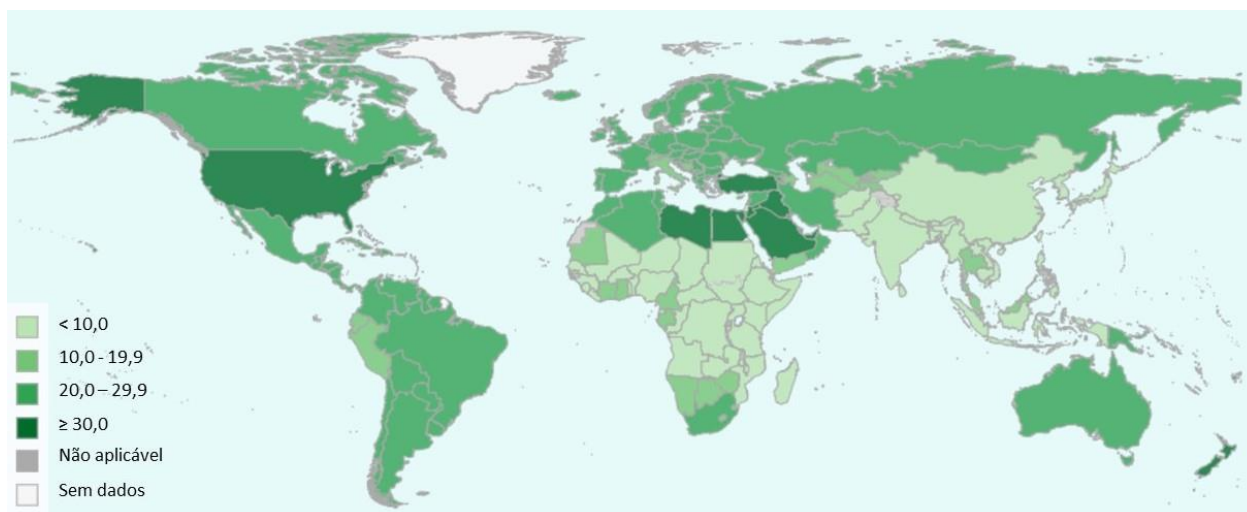 < 10,0
10,0 - 19,9
20,0 – 29,9
≥ 30,0
Não aplicável
Sem dados